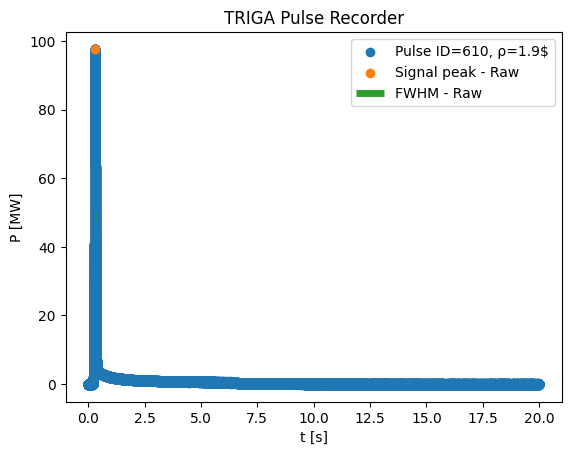 TRIGA Pulse Recorder
Pulse ID=610, ρ=1.9$
Signal peak - Raw
FWHM - Raw
100
80
60
40
20
0
P [MW]
0.0 2.5 5.0 7.5 10.0 12.5 15.0 17.5 20.0
t [s]